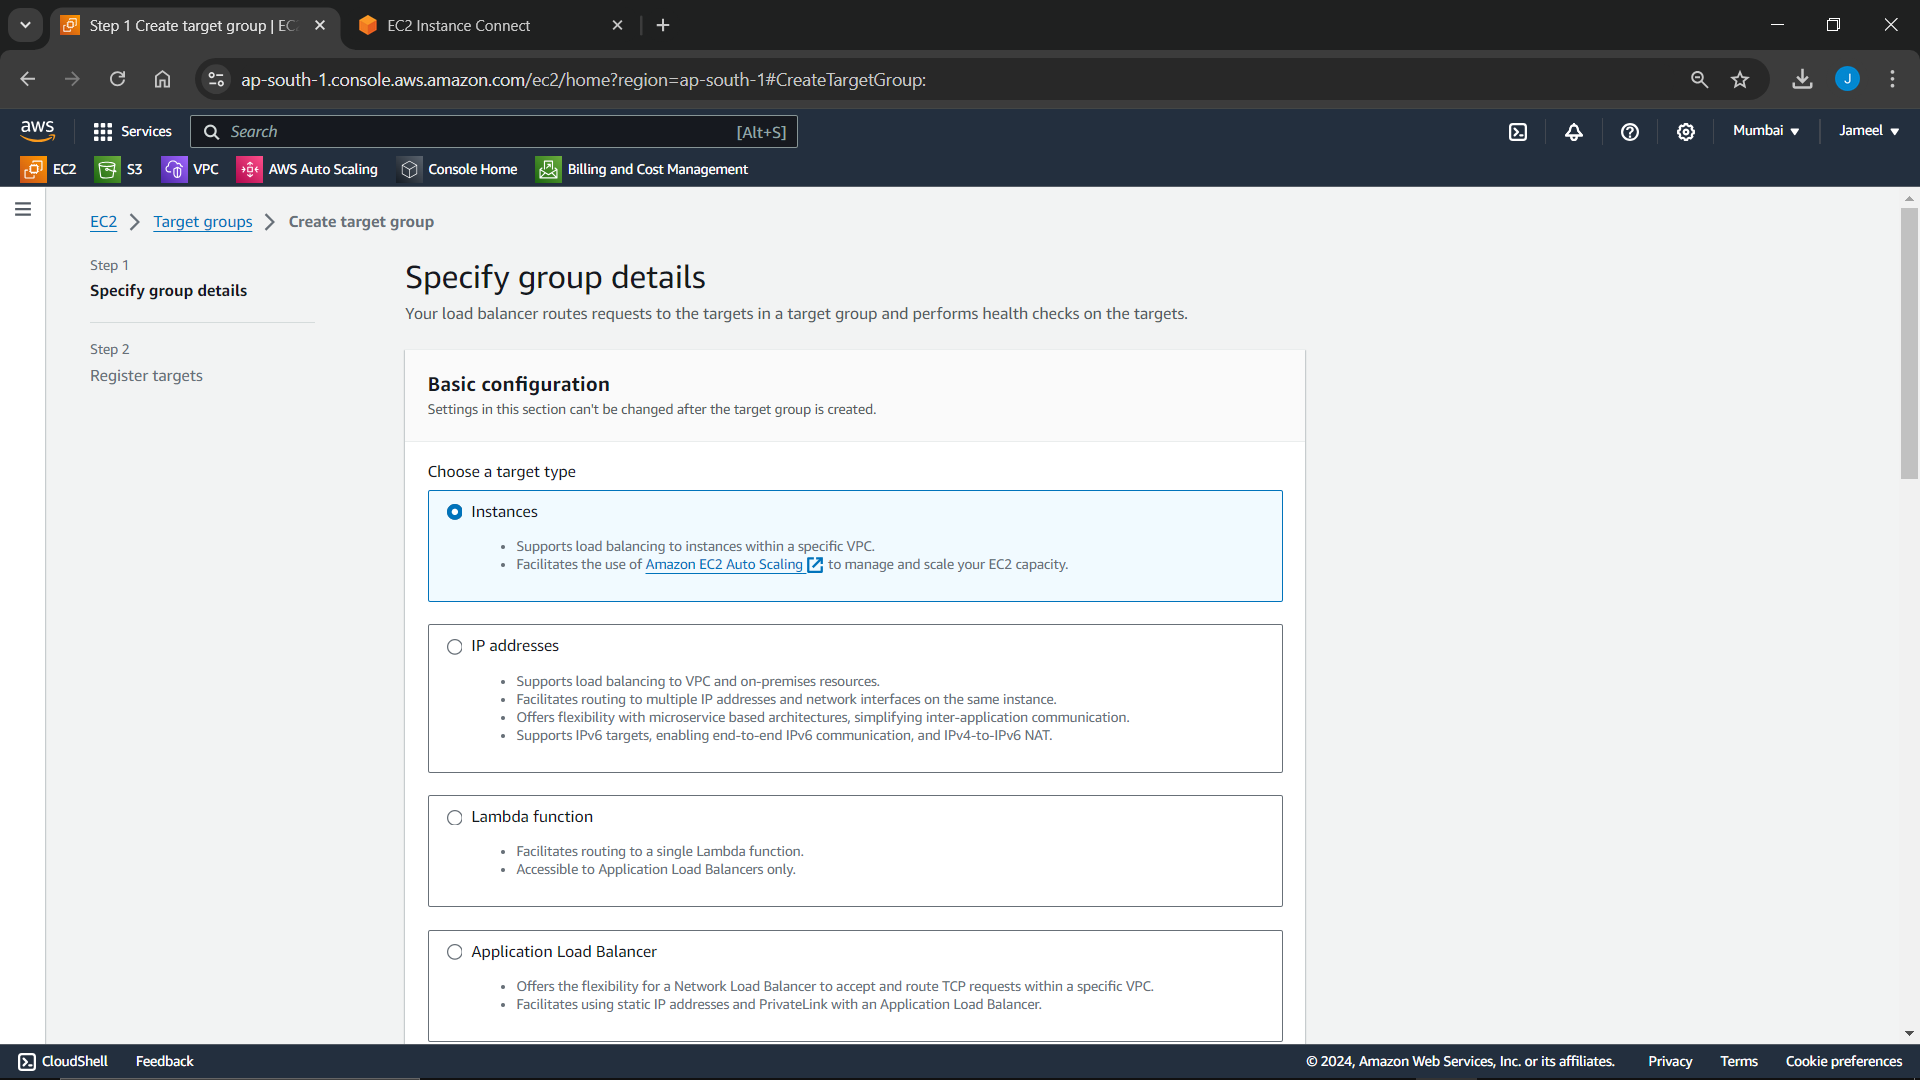 Step 1 Create target group | EC
EC2 Instance Connect
ap-south-1.console.aws.amazon.com/ec2/home?region=ap-south-1#CreateTargetGroup:
J
aws
Services
Search
[Alt+S]
Mumbai
Jameel
EC2
S3
VPC
AWS Auto Scaling
Console Home
Billing and Cost Management
EC2
Target groups
Create target group
Step 1
Specify group details
Step 2
Register targets
Specify group details
Your load balancer routes requests to the targets in a target group and performs health checks on the targets.
Basic configuration
Settings in this section can't be changed after the target group is created.
Choose a target type
Instances
• Supports load balancing to instances within a specific VPC.
• Facilitates the use of Amazon EC2 Auto Scaling to manage and scale your EC2 capacity.
IP addresses
• Supports load balancing to VPC and on-premises resources.
• Facilitates routing to multiple IP addresses and network interfaces on the same instance.
• Offers flexibility with microservice based architectures, simplifying inter-application communication.
• Supports IPv6 targets, enabling end-to-end IPv6 communication, and IPv4-to-IPv6 NAT.
Lambda function
• Facilitates routing to a single Lambda function.
• Accessible to Application Load Balancers only.
Application Load Balancer
• Offers the flexibility for a Network Load Balancer to accept and route TCP requests within a specific VPC.
• Facilitates using static IP addresses and PrivateLink with an Application Load Balancer.
CloudShell
Feedback
© 2024, Amazon Web Services, Inc. or its affiliates.
Privacy
Terms
Cookie preferences